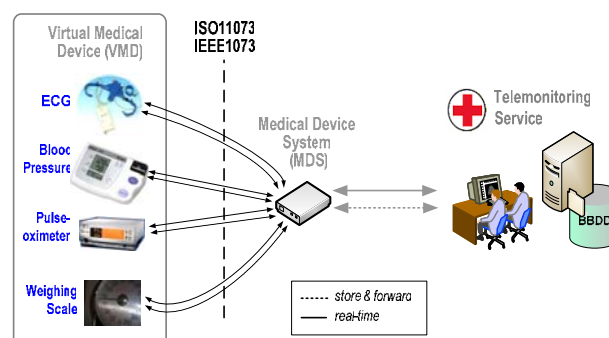 Virtual Medical
Device (VMD)
ISO11073
IEEE1073
ECG
Blood
Pressure
Pulse-
oximeter
Weighing
Scale
Medical Device
System
(MDS)
Telemonitoring
Service
BBDD
store & forward
real-time